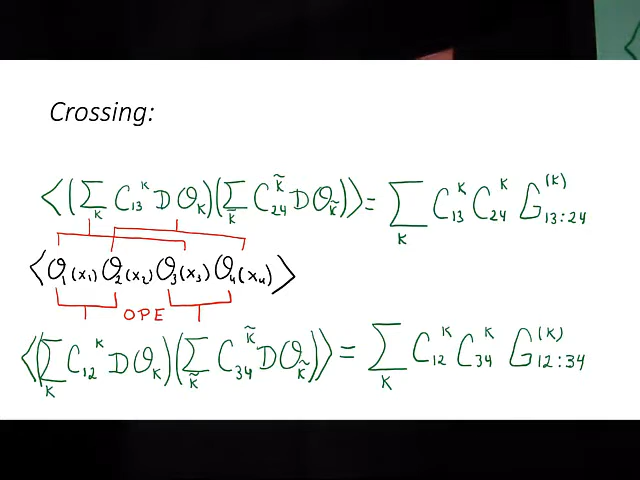 Crossing:
⟨(∑_K C_13^K D O_K)(∑_K̃ C_24^K̃ D O_K̃)⟩ = ∑_K C_13^K C_24^K G_13:24^(K)
⟨O_1(x_1) O_2(x_2) O_3(x_3) O_4(x_4)⟩
OPE
⟨(∑_K C_12^K D O_K)(∑_K̃ C_34^K̃ D O_K̃)⟩ = ∑_K C_12^K C_34^K G_12:34^(K)